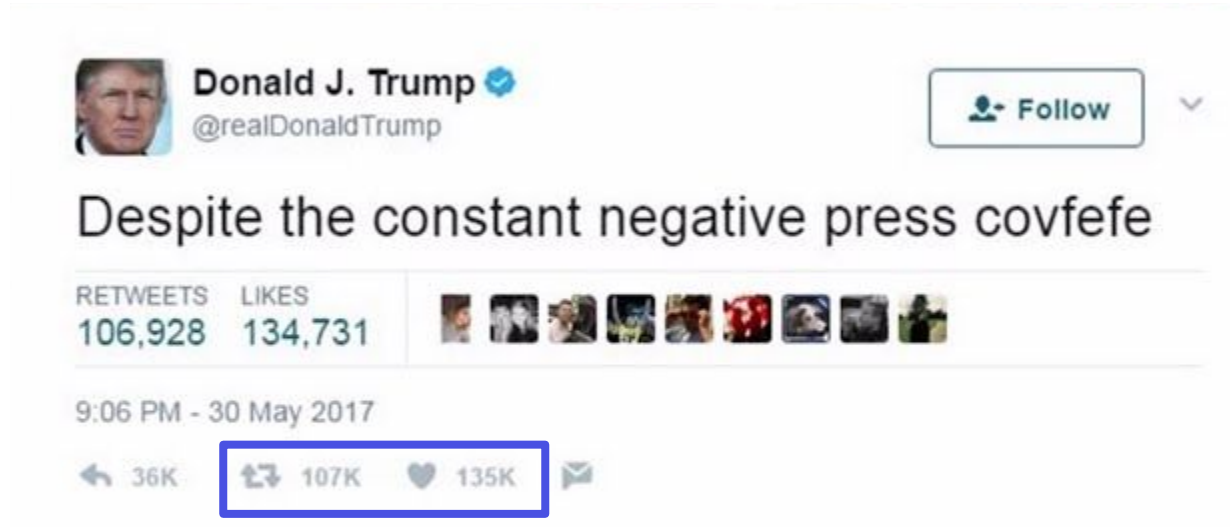 Donald J. Trump
@realDonaldTrump
Follow
Despite the constant negative press covfefe
RETWEETS LIKES
106,928 134,731
9:06 PM - 30 May 2017
36K 107K 135K